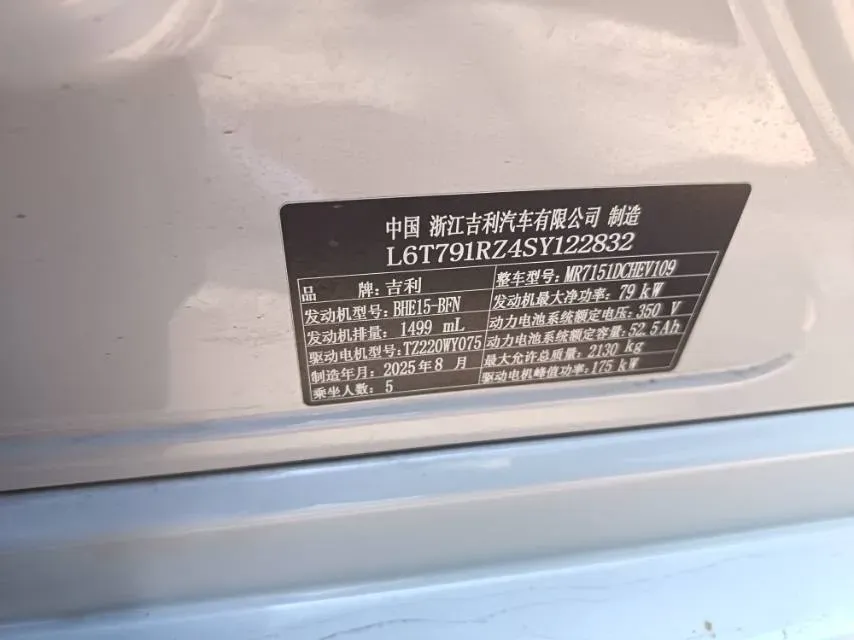 中国 浙江吉利汽车有限公司 制造
L6T791RZ4SY122832
品 牌:吉利 整车型号:MR7151DCHEV109
发动机型号:BHE15-BFN 发动机最大净功率:79 kW
发动机排量:1499 mL 动力电池系统额定电压:350 V
驱动电机型号:TZ220WY075 动力电池系统额定容量:52.5Ah
制造年月:2025年8 月 最大允许总质量:2130 kg
乘坐人数:5 驱动电机峰值功率:175 kW